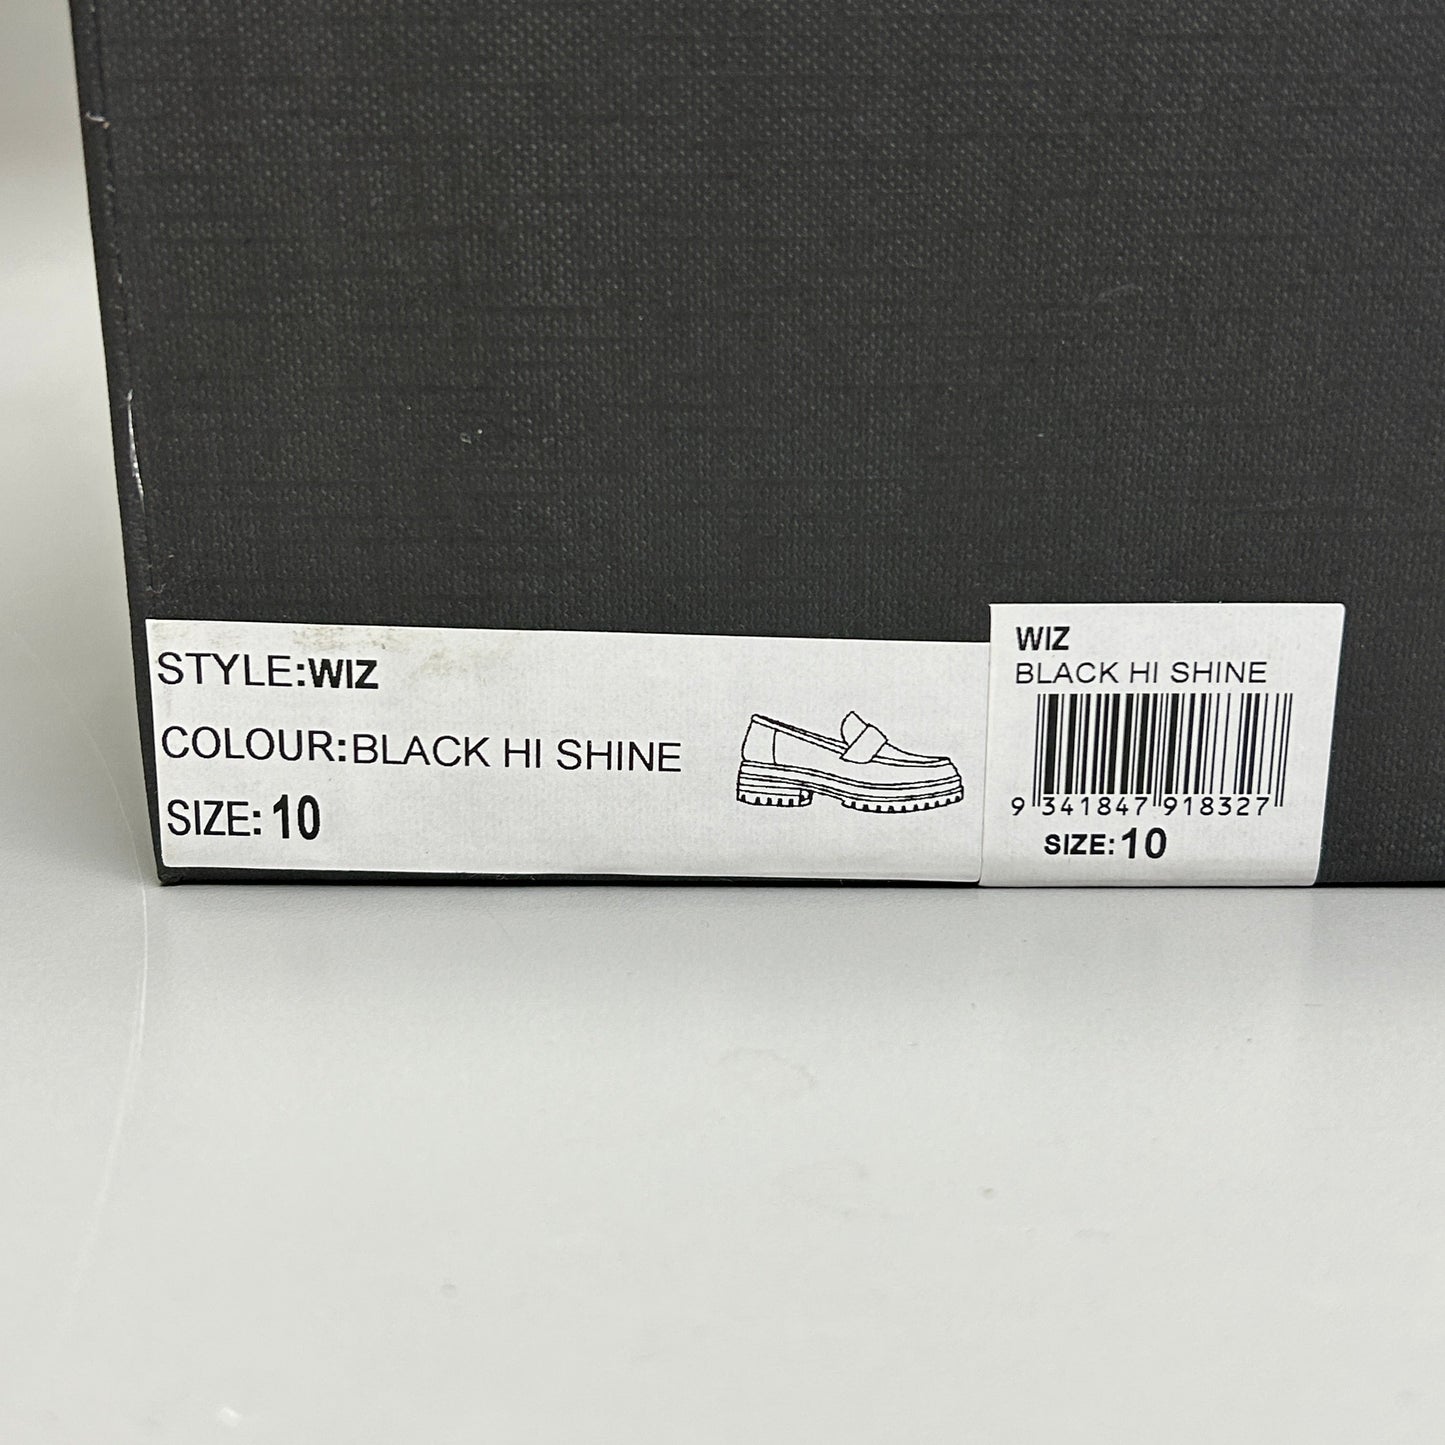 STYLE:WIZ
COLOUR:BLACK HI SHINE
SIZE: 10
WIZ
BLACK HI SHINE
9 341847 918327
SIZE: 10